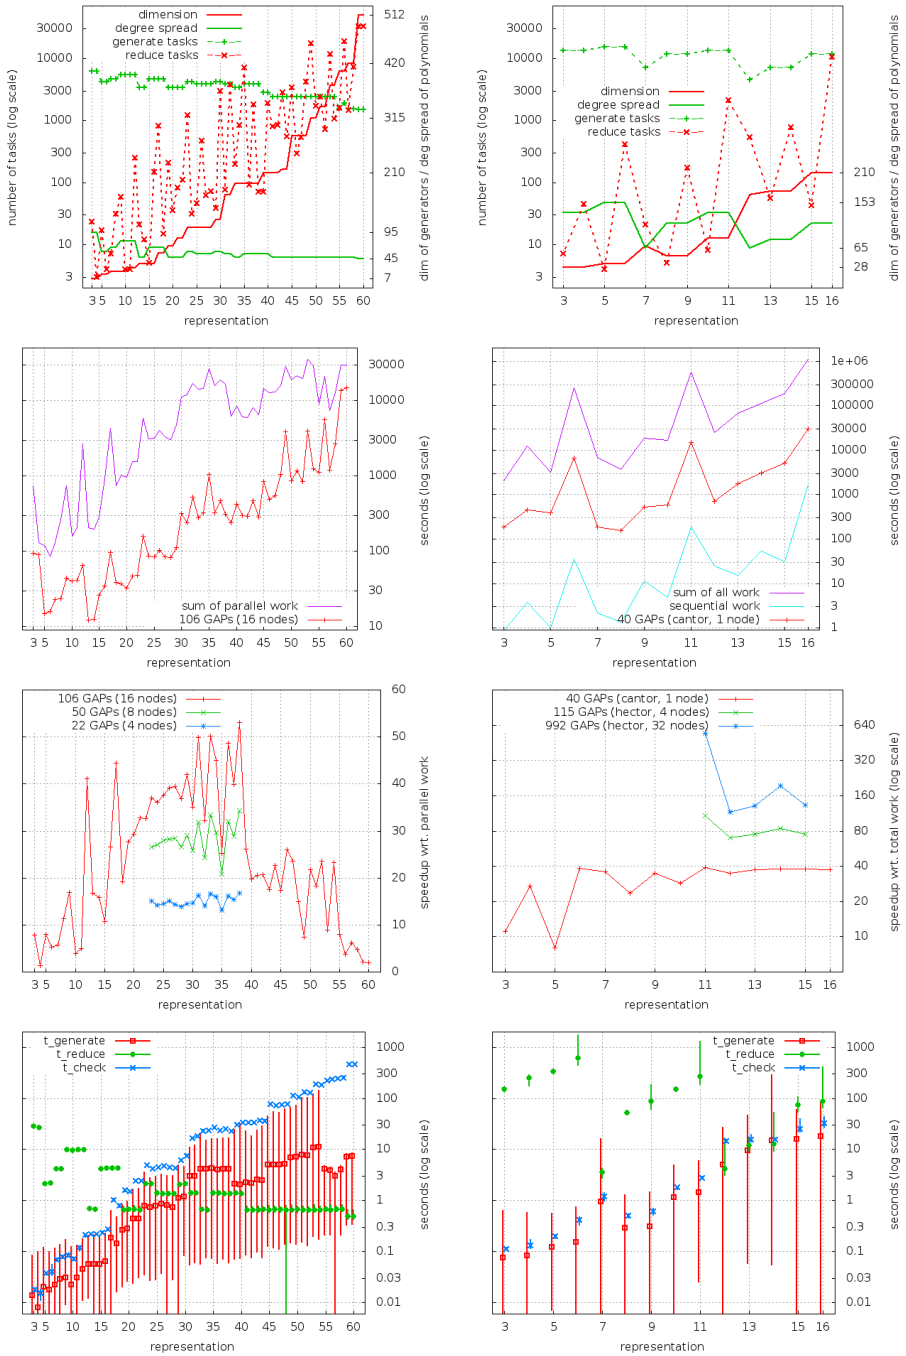 dimension
degree spread
generate tasks
reduce tasks
number of tasks (log scale)
30000
10000
3000
1000
300
100
30
10
3
512
420
315
210
95
45
7
dim of generators / deg spread of polynomials
3 5 10 15 20 25 30 35 40 45 50 55 60
representation
number of tasks (log scale)
30000
10000
3000
1000
300
100
30
10
3
dimension
degree spread
generate tasks
reduce tasks
210
153
65
28
dim of generators / deg spread of polynomials
3 5 7 9 11 13 15 16
representation
30000
10000
3000
1000
300
100
30
10
seconds (log scale)
sum of parallel work
106 GAPs (16 nodes)
3 5 10 15 20 25 30 35 40 45 50 55 60
representation
1e+06
300000
100000
30000
10000
3000
1000
300
100
30
10
3
1
seconds (log scale)
sum of all work
sequential work
40 GAPs (cantor, 1 node)
3 5 7 9 11 13 15 16
representation
106 GAPs (16 nodes)
50 GAPs (8 nodes)
22 GAPs (4 nodes)
60
50
40
30
20
10
0
speedup wrt. parallel work
3 5 10 15 20 25 30 35 40 45 50 55 60
representation
40 GAPs (cantor, 1 node)
115 GAPs (hector, 4 nodes)
992 GAPs (hector, 32 nodes)
640
320
160
80
40
20
10
speedup wrt. total work (log scale)
3 5 7 9 11 13 15 16
representation
t_generate
t_reduce
t_check
1000
300
100
30
10
3
1
0.3
0.1
0.03
0.01
seconds (log scale)
3 5 10 15 20 25 30 35 40 45 50 55 60
representation
t_generate
t_reduce
t_check
1000
300
100
30
10
3
1
0.3
0.1
0.03
0.01
seconds (log scale)
3 5 7 9 11 13 15 16
representation